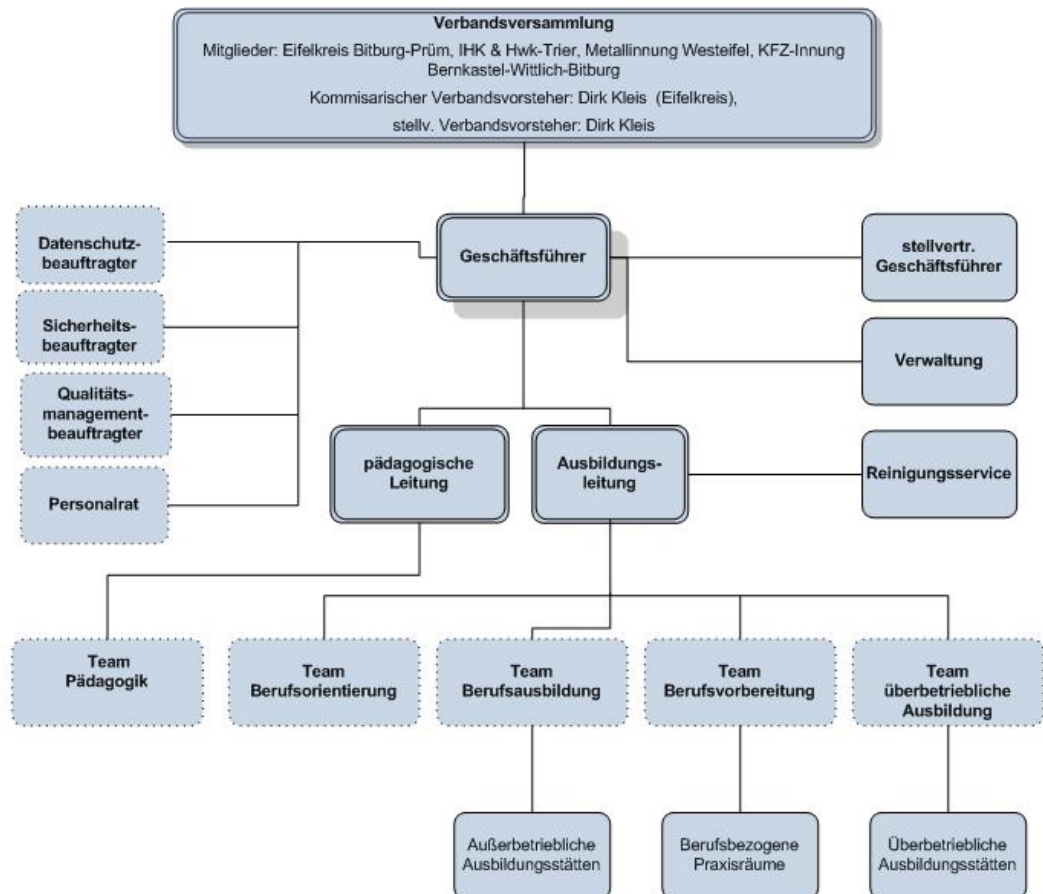 Verbandsversammlung
Mitglieder: Eifelkreis Bitburg-Prüm, IHK & Hwk-Trier, Metallinnung Westeifel, KFZ-Innung
Bernkastel-Wittlich-Bitburg
Kommisarischer Verbandsvorsteher: Dirk Kleis (Eifelkreis),
stellv. Verbandsvorsteher: Dirk Kleis
Datenschutz-
beauftragter
Geschäftsführer
stellvertr.
Geschäftsführer
Sicherheits-
beauftragter
Verwaltung
Qualitäts-
management-
beauftragter
pädagogische
Leitung
Ausbildungs-
leitung
Reinigungsservice
Personalrat
Team
Pädagogik
Team
Berufsorientierung
Team
Berufsausbildung
Team
Berufsvorbereitung
Team
überbetriebliche
Ausbildung
Außerbetriebliche
Ausbildungsstätten
Berufsbezogene
Praxisräume
Überbetriebliche
Ausbildungsstätten